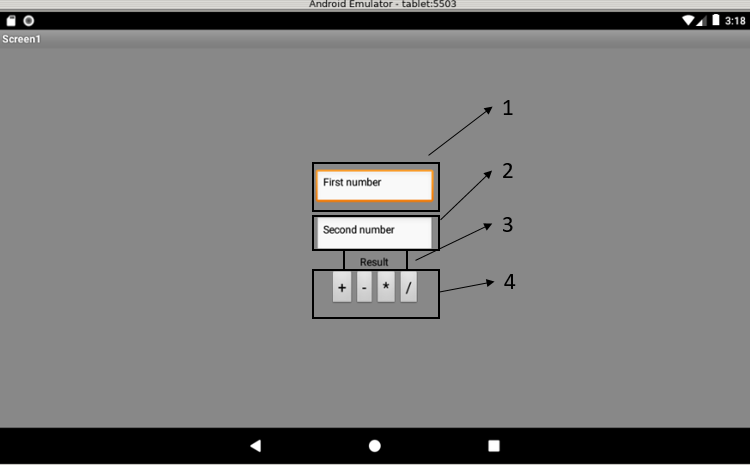 Android Emulator - tablet:5503
3:18
Screen1
1
First number
2
Second number
3
Result
+ - * /
4